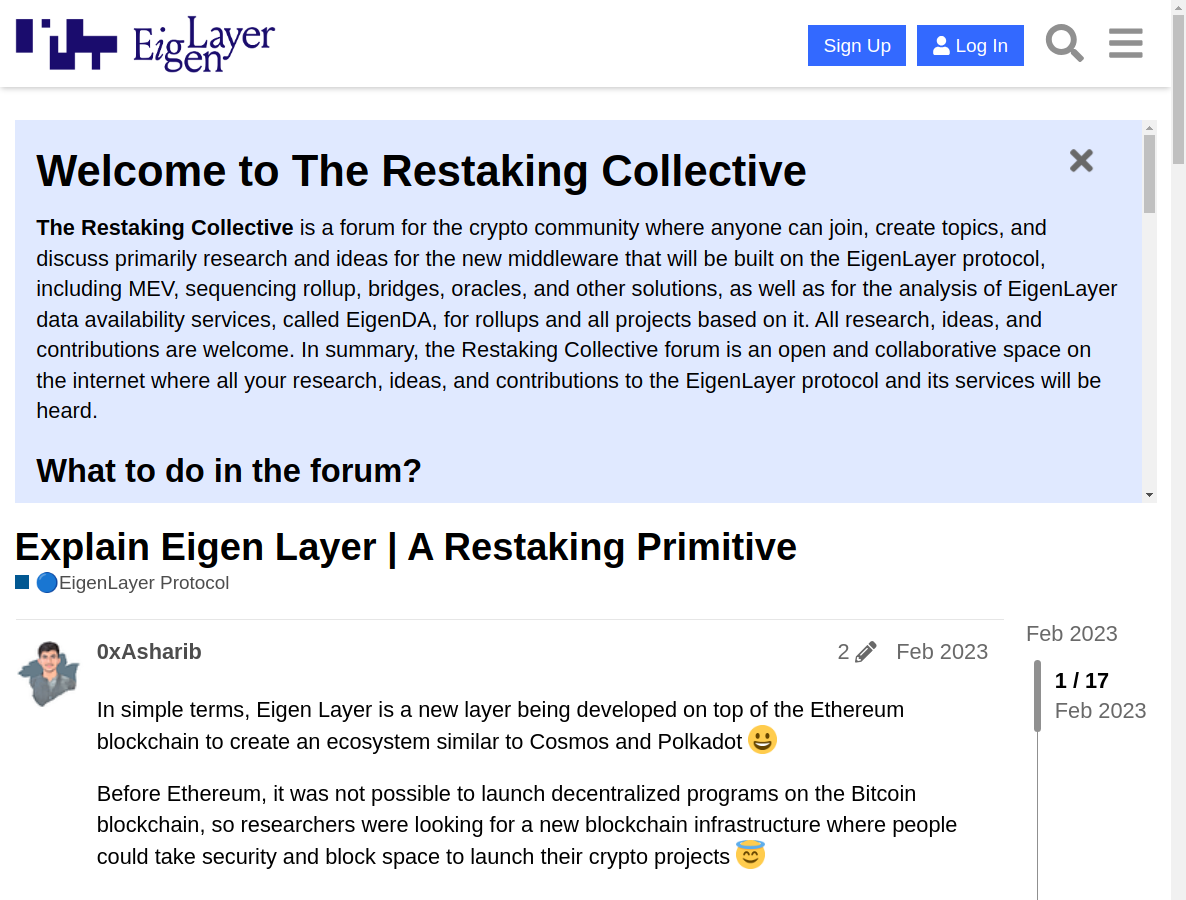 EigenLayer
Sign Up
Log In
Welcome to The Restaking Collective
The Restaking Collective is a forum for the crypto community where anyone can join, create topics, and
discuss primarily research and ideas for the new middleware that will be built on the EigenLayer protocol,
including MEV, sequencing rollup, bridges, oracles, and other solutions, as well as for the analysis of EigenLayer
data availability services, called EigenDA, for rollups and all projects based on it. All research, ideas, and
contributions are welcome. In summary, the Restaking Collective forum is an open and collaborative space on
the internet where all your research, ideas, and contributions to the EigenLayer protocol and its services will be
heard.
What to do in the forum?
Explain Eigen Layer | A Restaking Primitive
🔵EigenLayer Protocol
0xAsharib
2
Feb 2023
Feb 2023
1 / 17
Feb 2023
In simple terms, Eigen Layer is a new layer being developed on top of the Ethereum
blockchain to create an ecosystem similar to Cosmos and Polkadot 😀
Before Ethereum, it was not possible to launch decentralized programs on the Bitcoin
blockchain, so researchers were looking for a new blockchain infrastructure where people
could take security and block space to launch their crypto projects 😇